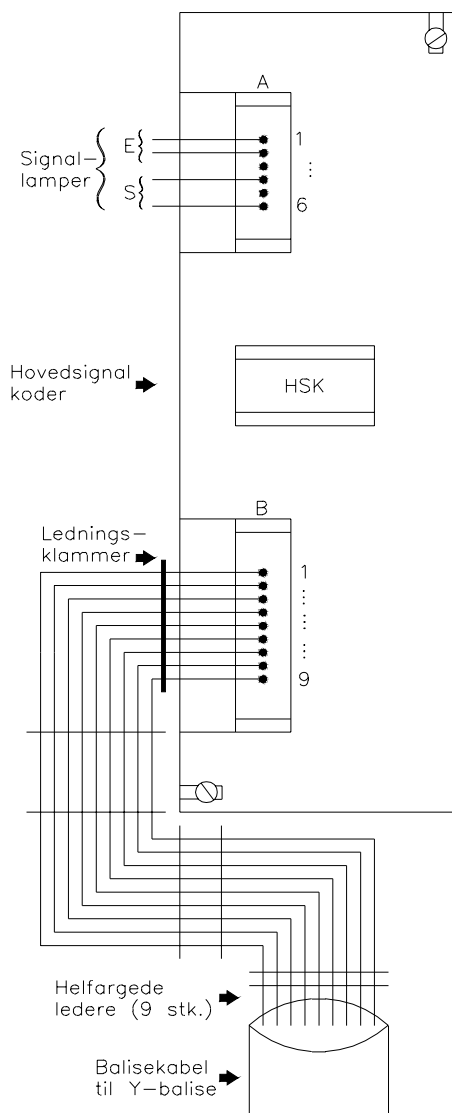 A
Signal-
lamper
E
S
1
⋮
6
Hovedsignal
koder
HSK
Lednings-
klammer
B
1
⋮
⋮
⋮
9
Helfargede
ledere (9 stk.)
Balisekabel
til Y-balise